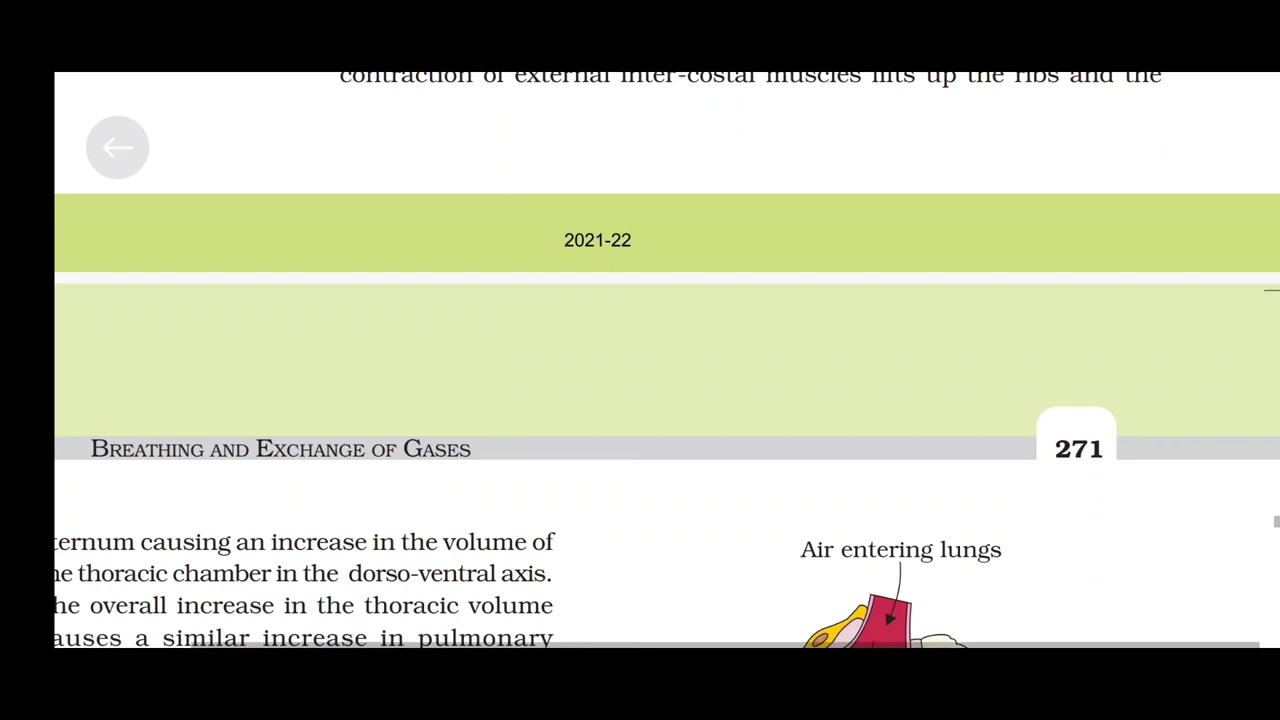 contraction of external inter-costal muscles lifts up the ribs and the
2021-22
BREATHING AND EXCHANGE OF GASES
271
ternum causing an increase in the volume of
he thoracic chamber in the dorso-ventral axis.
he overall increase in the thoracic volume
auses a similar increase in pulmonary
Air entering lungs